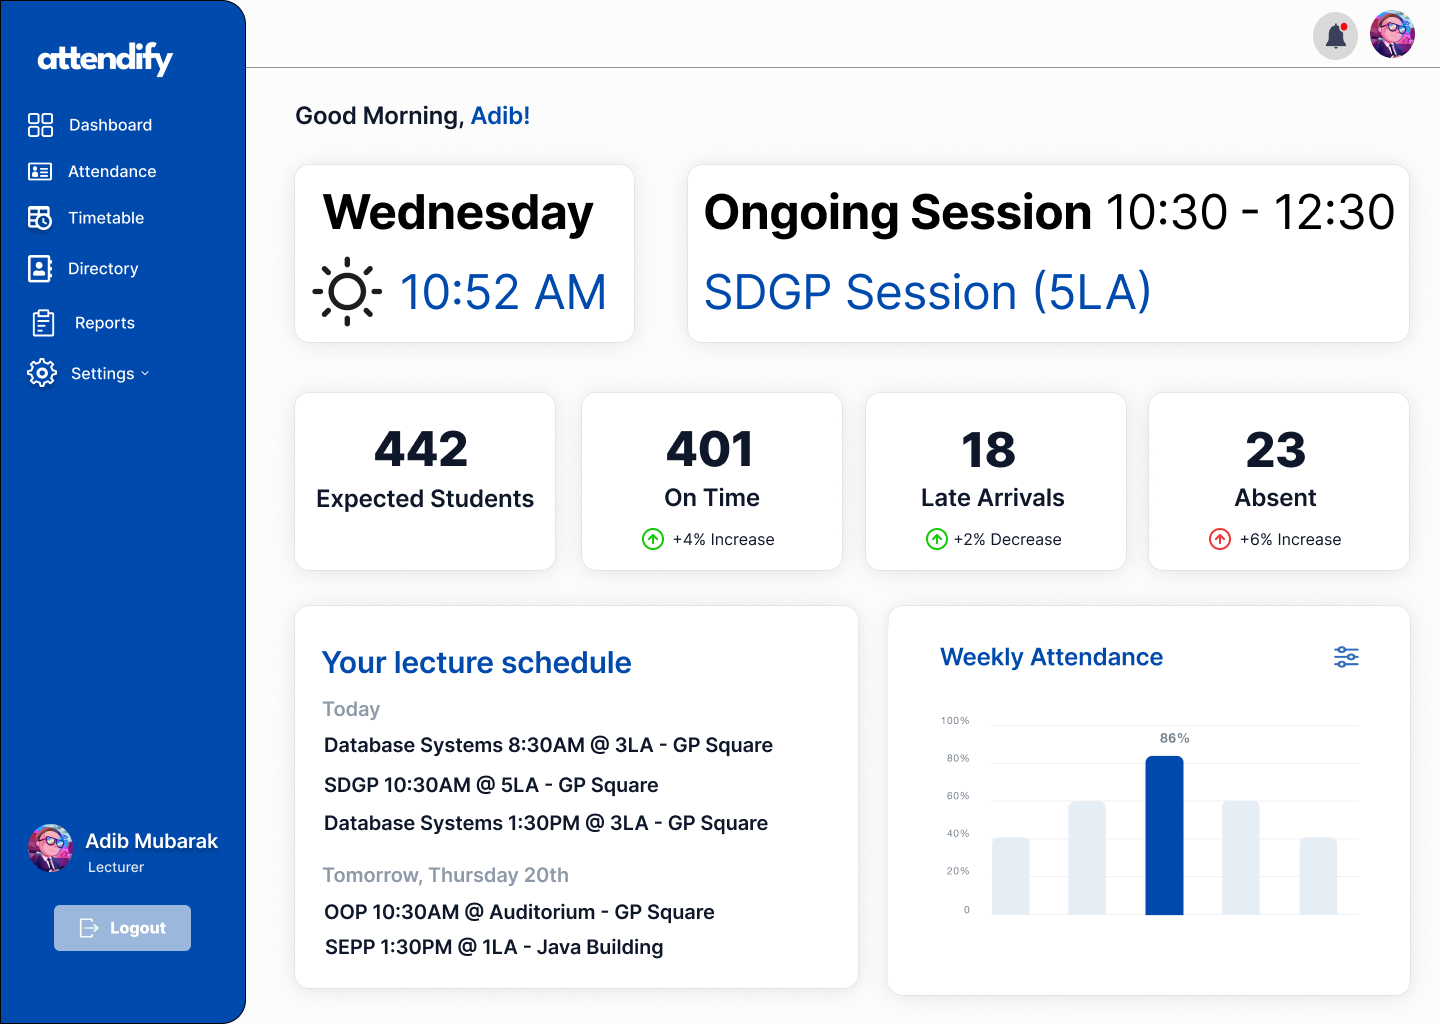 attendify
Dashboard
Attendance
Timetable
Directory
Reports
Settings
Adib Mubarak
Lecturer
Logout
Good Morning, Adib!
Wednesday
10:52 AM
Ongoing Session 10:30 - 12:30
SDGP Session (5LA)
442
Expected Students
401
On Time
+4% Increase
18
Late Arrivals
+2% Decrease
23
Absent
+6% Increase
Your lecture schedule
Today
Database Systems 8:30AM @ 3LA - GP Square
SDGP 10:30AM @ 5LA - GP Square
Database Systems 1:30PM @ 3LA - GP Square
Tomorrow, Thursday 20th
OOP 10:30AM @ Auditorium - GP Square
SEPP 1:30PM @ 1LA - Java Building
Weekly Attendance
100%
86%
80%
60%
40%
20%
0